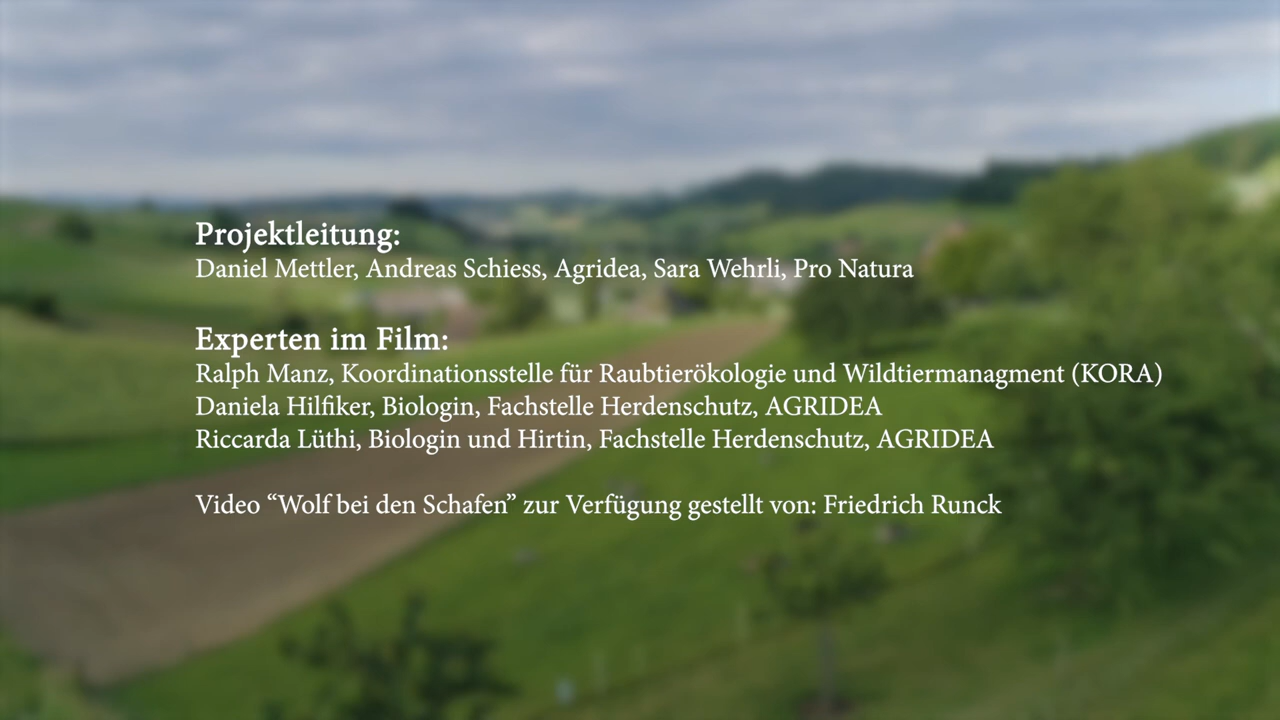 Projektleitung:
Daniel Mettler, Andreas Schiess, Agridea, Sara Wehrli, Pro Natura
Experten im Film:
Ralph Manz, Koordinationsstelle für Raubtierökologie und Wildtiermanagment (KORA)
Daniela Hilfiker, Biologin, Fachstelle Herdenschutz, AGRIDEA
Riccarda Lüthi, Biologin und Hirtin, Fachstelle Herdenschutz, AGRIDEA
Video “Wolf bei den Schafen” zur Verfügung gestellt von: Friedrich Runck